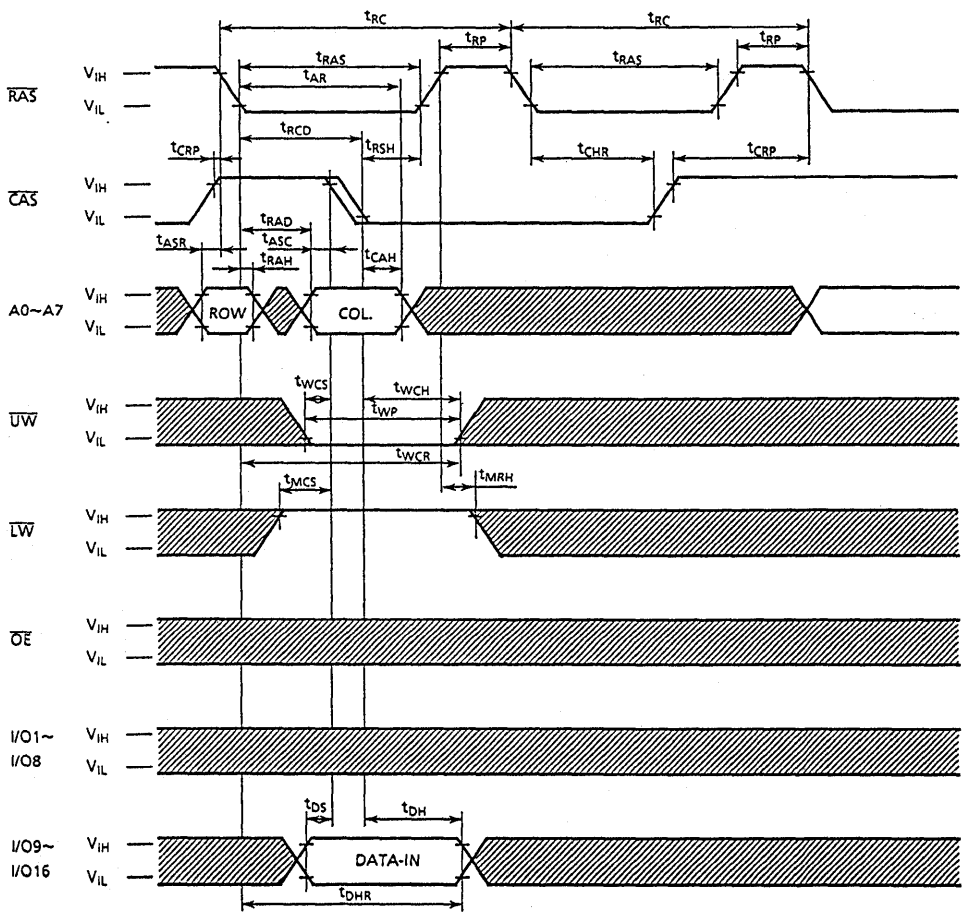 tRC tRC
tRP tRP
tRAS tRAS
tAR
RAS VIH
VIL
tRCD
tCRP tRSH tCHR tCRP
CAS VIH
VIL
tRAD
tASR tASC
tRAH tCAH
A0~A7 VIH ROW COL.
VIL
tWCS tWCH
tWP
UW VIH
VIL
tWCR
tMCS tMRH
LW VIH
VIL
OE VIH
VIL
I/O1~ VIH
I/O8 VIL
tDS tDH
I/O9~ VIH DATA-IN
I/O16 VIL
tDHR